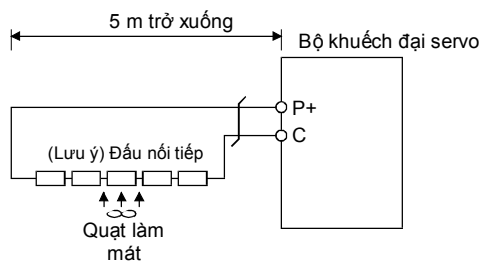 5 m trở xuống
Bộ khuếch đại servo
P+
C
(Lưu ý) Đấu nối tiếp
Quạt làm
mát